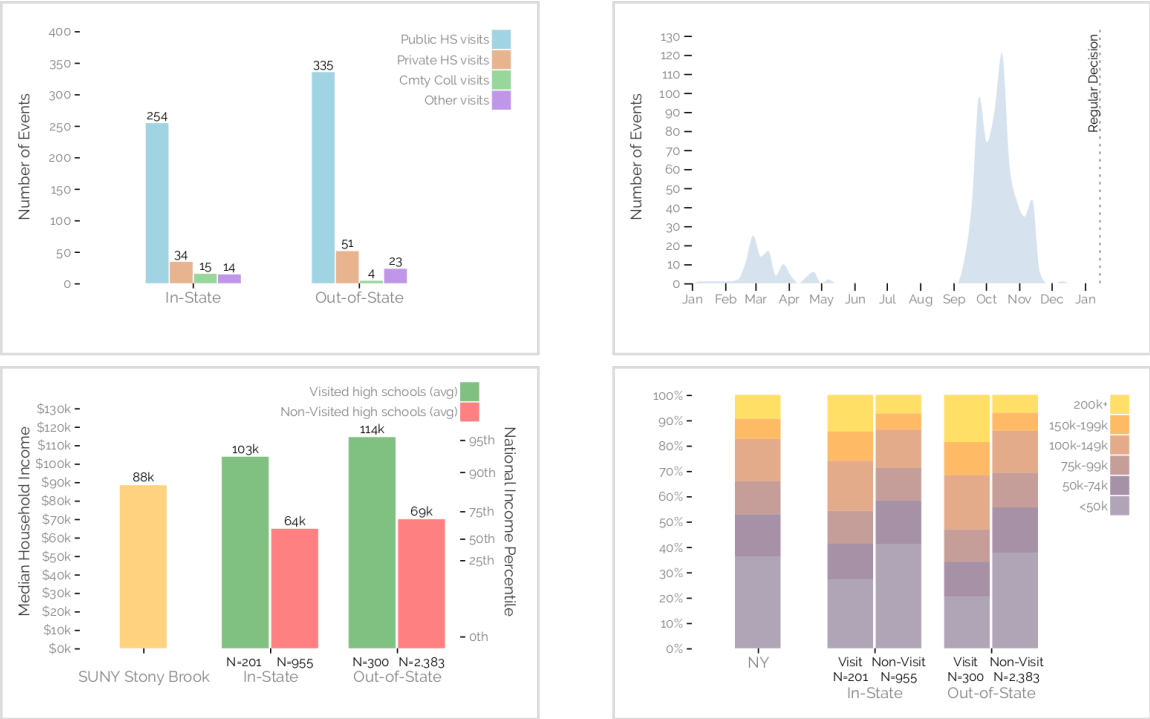 400
350
300
250
200
150
100
50
0
Number of Events
254
34
15
14
335
51
4
23
In-State
Out-of-State
Public HS visits
Private HS visits
Cmty Coll visits
Other visits
130
120
110
100
90
80
70
60
50
40
30
20
10
0
Number of Events
Jan Feb Mar Apr May Jun Jul Aug Sep Oct Nov Dec Jan
Regular Decision
Visited high schools (avg)
Non-Visited high schools (avg)
$130k
$120k
$110k
$100k
$90k
$80k
$70k
$60k
$50k
$40k
$30k
$20k
$10k
$0k
Median Household Income
88k
103k
64k
114k
69k
95th
90th
75th
50th
25th
0th
National Income Percentile
N=201 N=955 N=300 N=2,383
SUNY Stony Brook In-State Out-of-State
100%
90%
80%
70%
60%
50%
40%
30%
20%
10%
0%
200k+
150k-199k
100k-149k
75k-99k
50k-74k
<50k
NY
Visit Non-Visit Visit Non-Visit
N=201 N=955 N=300 N=2,383
In-State Out-of-State